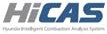 HiCAS
Hyundai Intelligent Combustion Analysis System